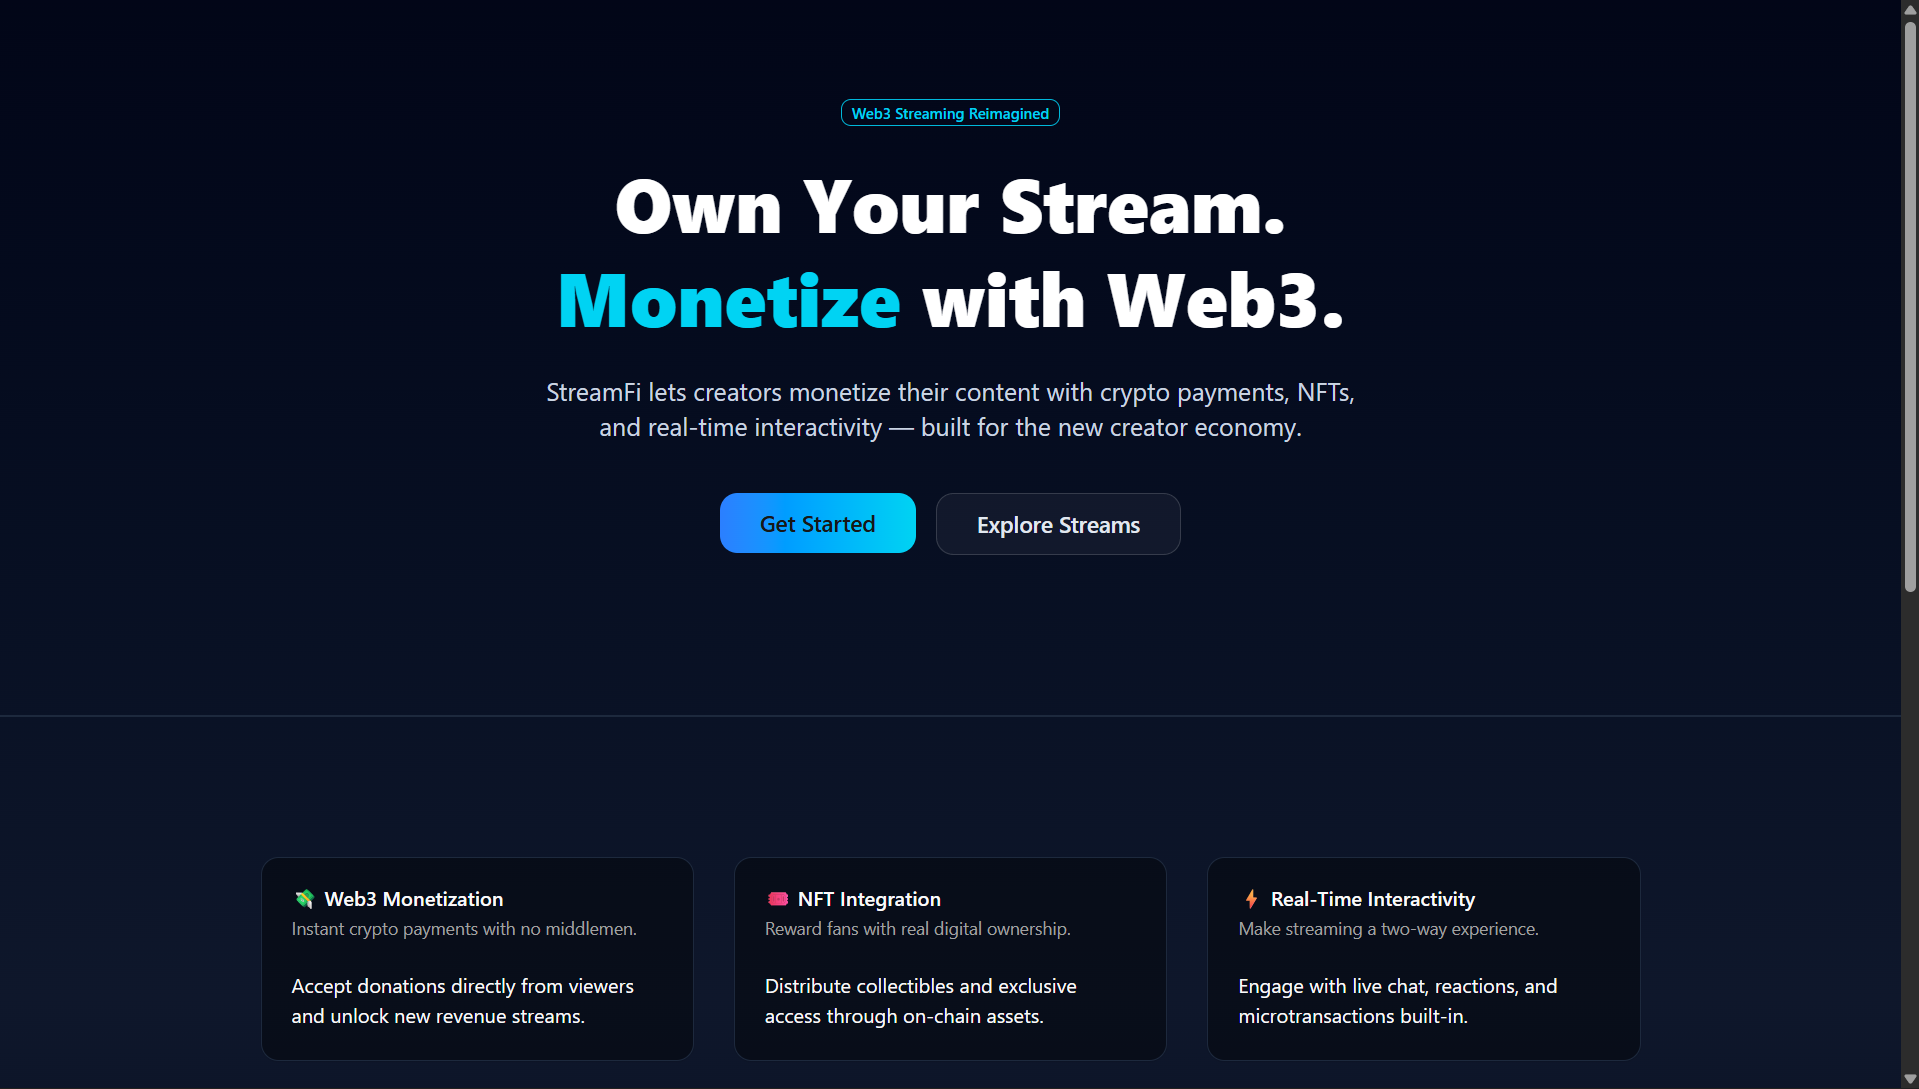 Web3 Streaming Reimagined
Own Your Stream.
Monetize with Web3.
StreamFi lets creators monetize their content with crypto payments, NFTs,
and real-time interactivity — built for the new creator economy.
Get Started
Explore Streams
Web3 Monetization
Instant crypto payments with no middlemen.
Accept donations directly from viewers
and unlock new revenue streams.
NFT Integration
Reward fans with real digital ownership.
Distribute collectibles and exclusive
access through on-chain assets.
Real-Time Interactivity
Make streaming a two-way experience.
Engage with live chat, reactions, and
microtransactions built-in.